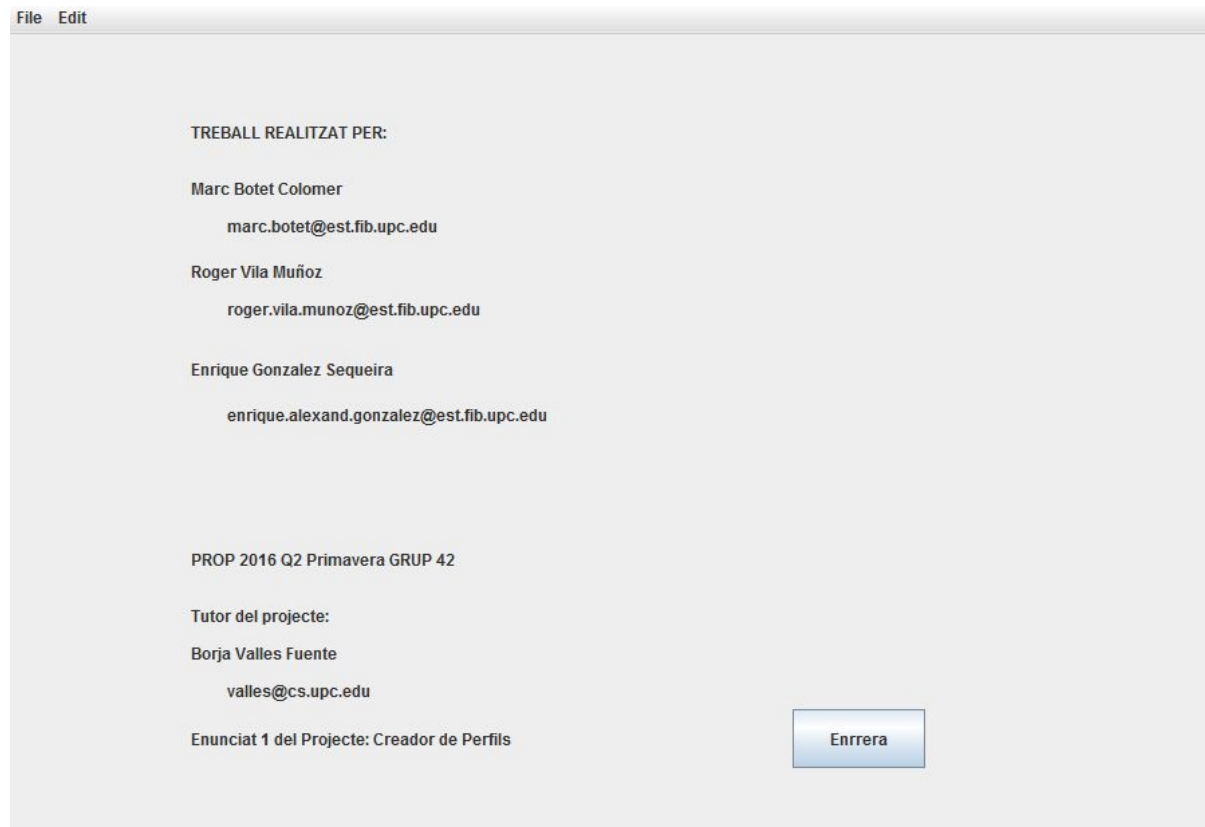 File Edit
TREBALL REALITZAT PER:
Marc Botet Colomer
marc.botet@est.fib.upc.edu
Roger Vila Muñoz
roger.vila.munoz@est.fib.upc.edu
Enrique Gonzalez Sequeira
enrique.alexand.gonzalez@est.fib.upc.edu
PROP 2016 Q2 Primavera GRUP 42
Tutor del projecte:
Borja Valles Fuente
valles@cs.upc.edu
Enunciat 1 del Projecte: Creador de Perfils
Enrrera